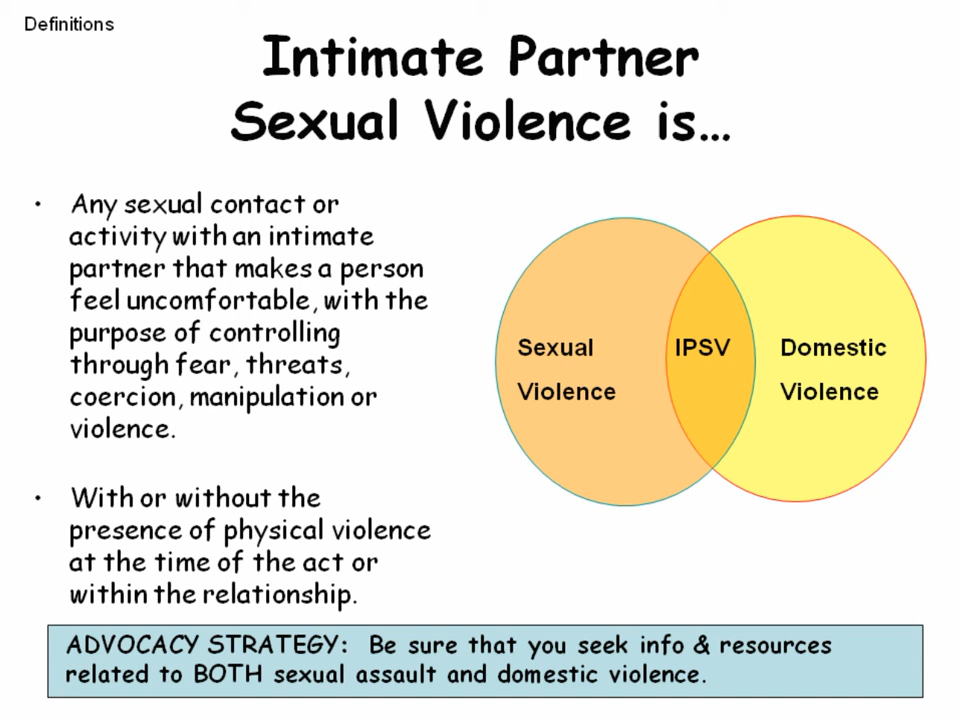 Definitions
Intimate Partner
Sexual Violence is…
• Any sexual contact or
activity with an intimate
partner that makes a person
feel uncomfortable, with the
purpose of controlling
through fear, threats,
coercion, manipulation or
violence.
• With or without the
presence of physical violence
at the time of the act or
within the relationship.
Sexual
Violence
IPSV
Domestic
Violence
ADVOCACY STRATEGY: Be sure that you seek info & resources
related to BOTH sexual assault and domestic violence.